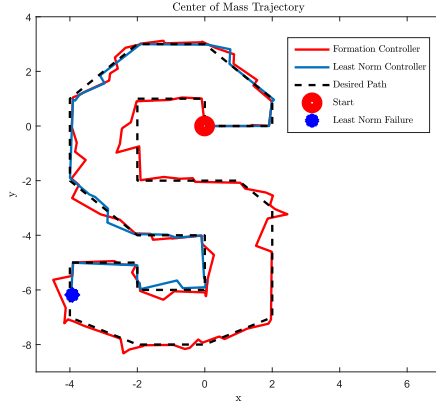 Center of Mass Trajectory
4
2
0
-2
-4
-6
-8
y
-4
-2
0
2
4
6
x
Formation Controller
Least Norm Controller
Desired Path
Start
Least Norm Failure